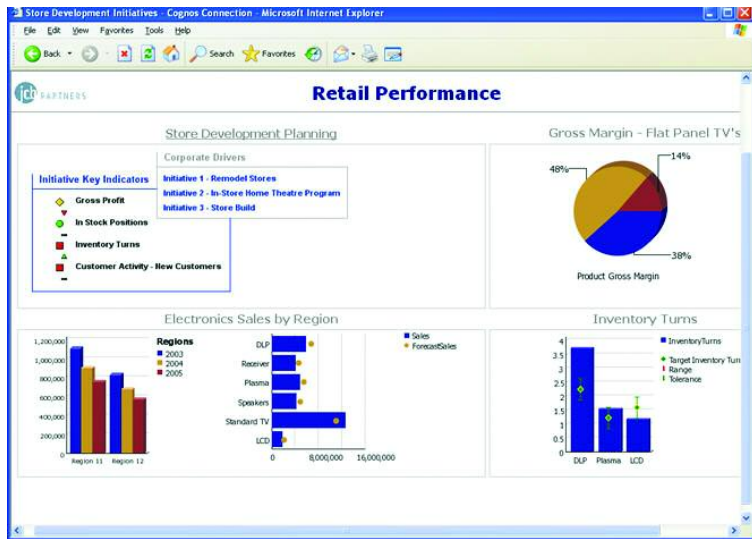 Store Development Initiatives - Cognos Connection - Microsoft Internet Explorer
File Edit View Favorites Tools Help
Back Search Favorites
jcb PARTNERS
Retail Performance
Store Development Planning
Corporate Drivers
Initiative 1 - Remodel Stores
Initiative 2 - In-Store Home Theatre Program
Initiative 3 - Store Build
Initiative Key Indicators
Gross Profit
In Stock Positions
Inventory Turns
Customer Activity - New Customers
Gross Margin - Flat Panel TV's
48%
14%
38%
Product Gross Margin
Electronics Sales by Region
1,200,000
1,000,000
800,000
600,000
400,000
200,000
0
Region 11 Region 12
Regions
2003
2004
2005
DLP
Receiver
Plasma
Speakers
Standard TV
LCD
0 8,000,000 16,000,000
Sales
ForecastSales
Inventory Turns
4
3.5
3
2.5
2
1.5
1
0.5
0
DLP Plasma LCD
InventoryTurns
Target Inventory Turn
Range
Tolerance